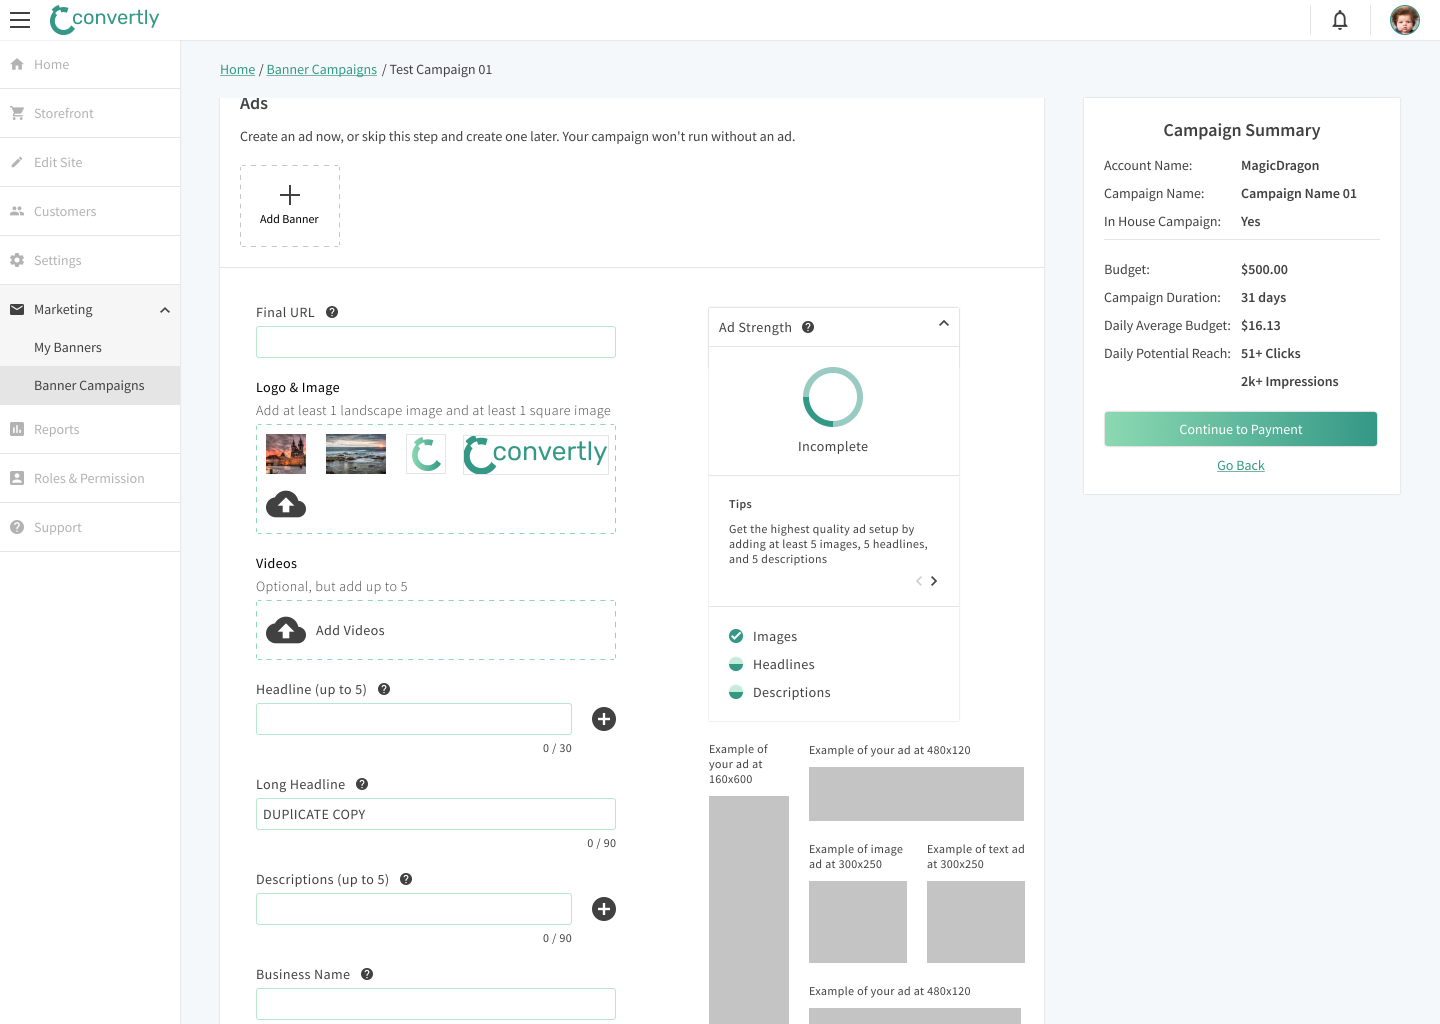 convertly
Home
Storefront
Edit Site
Customers
Settings
Marketing
My Banners
Banner Campaigns
Reports
Roles & Permission
Support
Home / Banner Campaigns / Test Campaign 01
Ads
Create an ad now, or skip this step and create one later. Your campaign won't run without an ad.
Add Banner
Final URL
Logo & Image
Add at least 1 landscape image and at least 1 square image
convertly
Videos
Optional, but add up to 5
Add Videos
Headline (up to 5)
0 / 30
Long Headline
DUPlICATE COPY
0 / 90
Descriptions (up to 5)
0 / 90
Business Name
Ad Strength
Incomplete
Tips
Get the highest quality ad setup by
adding at least 5 images, 5 headlines,
and 5 descriptions
Images
Headlines
Descriptions
Example of
your ad at
160x600
Example of your ad at 480x120
Example of image
ad at 300x250
Example of text ad
at 300x250
Example of your ad at 480x120
Campaign Summary
Account Name: MagicDragon
Campaign Name: Campaign Name 01
In House Campaign: Yes
Budget: $500.00
Campaign Duration: 31 days
Daily Average Budget: $16.13
Daily Potential Reach: 51+ Clicks
2k+ Impressions
Continue to Payment
Go Back